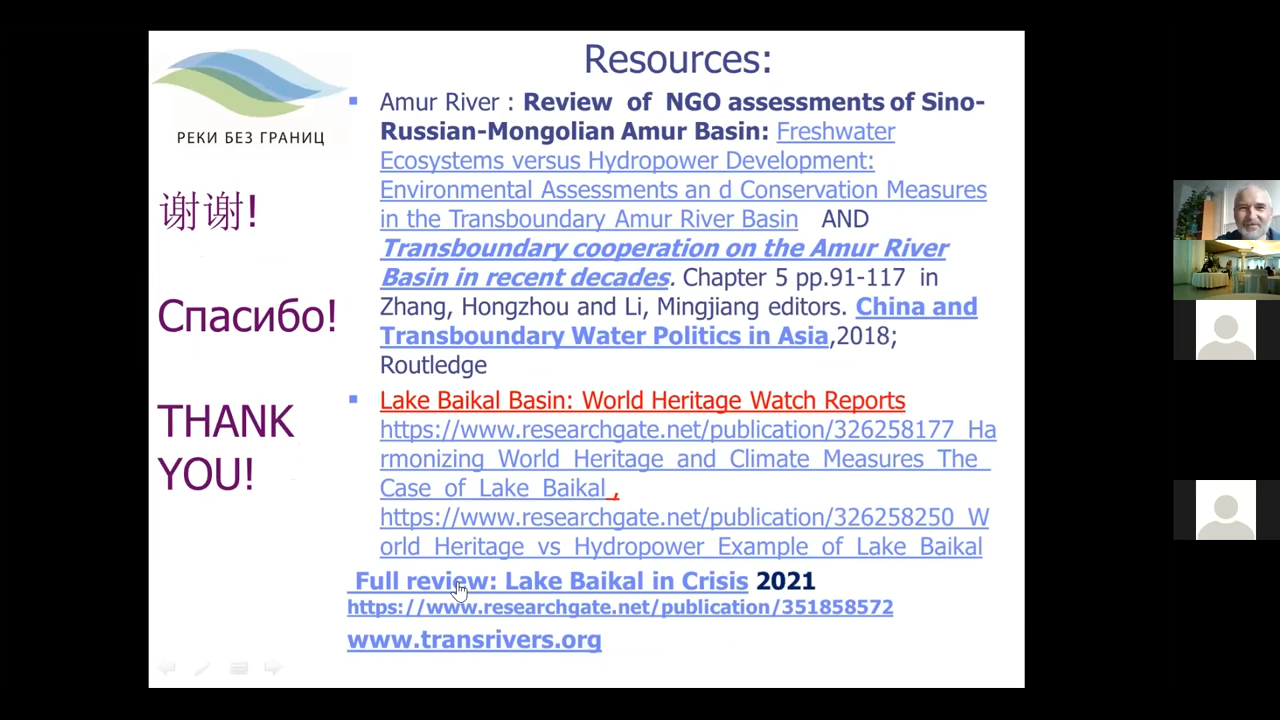 Resources:
РЕКИ БЕЗ ГРАНИЦ
谢谢!
Спасибо!
THANK
YOU!
Amur River : Review of NGO assessments of Sino-
Russian-Mongolian Amur Basin: Freshwater
Ecosystems versus Hydropower Development:
Environmental Assessments an d Conservation Measures
in the Transboundary Amur River Basin AND
Transboundary cooperation on the Amur River
Basin in recent decades. Chapter 5 pp.91-117 in
Zhang, Hongzhou and Li, Mingjiang editors. China and
Transboundary Water Politics in Asia,2018;
Routledge
Lake Baikal Basin: World Heritage Watch Reports
https://www.researchgate.net/publication/326258177_Ha
rmonizing_World_Heritage_and_Climate_Measures_The_
Case_of_Lake_Baikal ,
https://www.researchgate.net/publication/326258250_W
orld_Heritage_vs_Hydropower_Example_of_Lake_Baikal
Full review: Lake Baikal in Crisis 2021
https://www.researchgate.net/publication/351858572
www.transrivers.org